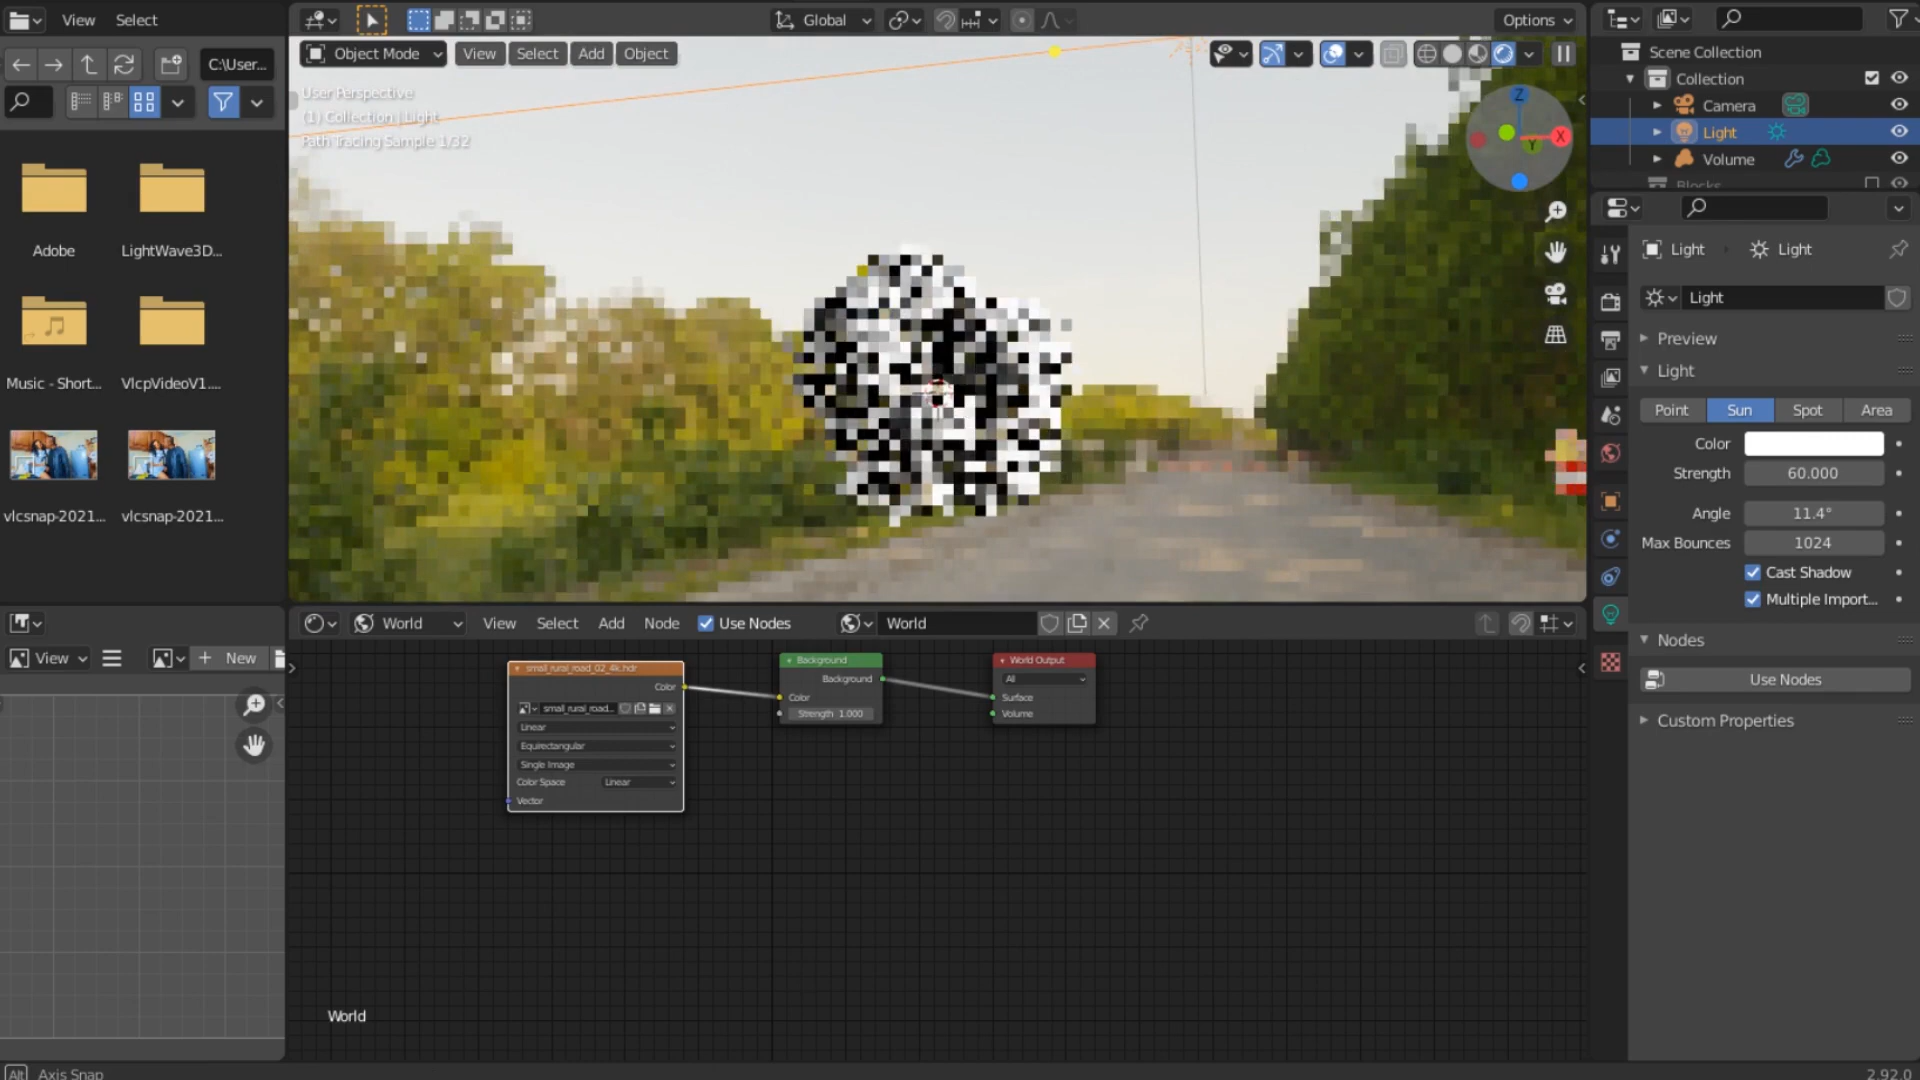 View Select
Global
Options
C:\User...
Object Mode View Select Add Object
User Perspective
(1) Collection | Light
Path Tracing Sample 1/32
Z
X
Y
Adobe
LightWave3D...
Music - Short...
VlcpVideoV1....
vlcsnap-2021...
vlcsnap-2021...
Scene Collection
Collection
Camera
Light
Volume
Blocks
Light Light
Light
Preview
Light
Point Sun Spot Area
Color
Strength 60.000
Angle 11.4°
Max Bounces 1024
Cast Shadow
Multiple Import...
Nodes
Use Nodes
Custom Properties
View New
World View Select Add Node Use Nodes World
small_rural_road_02_4k.hdr
Color
small_rural_road...
Linear
Equirectangular
Single Image
Color Space Linear
Vector
Background
Background
Color
Strength 1.000
World Output
All
Surface
Volume
World
Alt Axis Snap
2.92.0